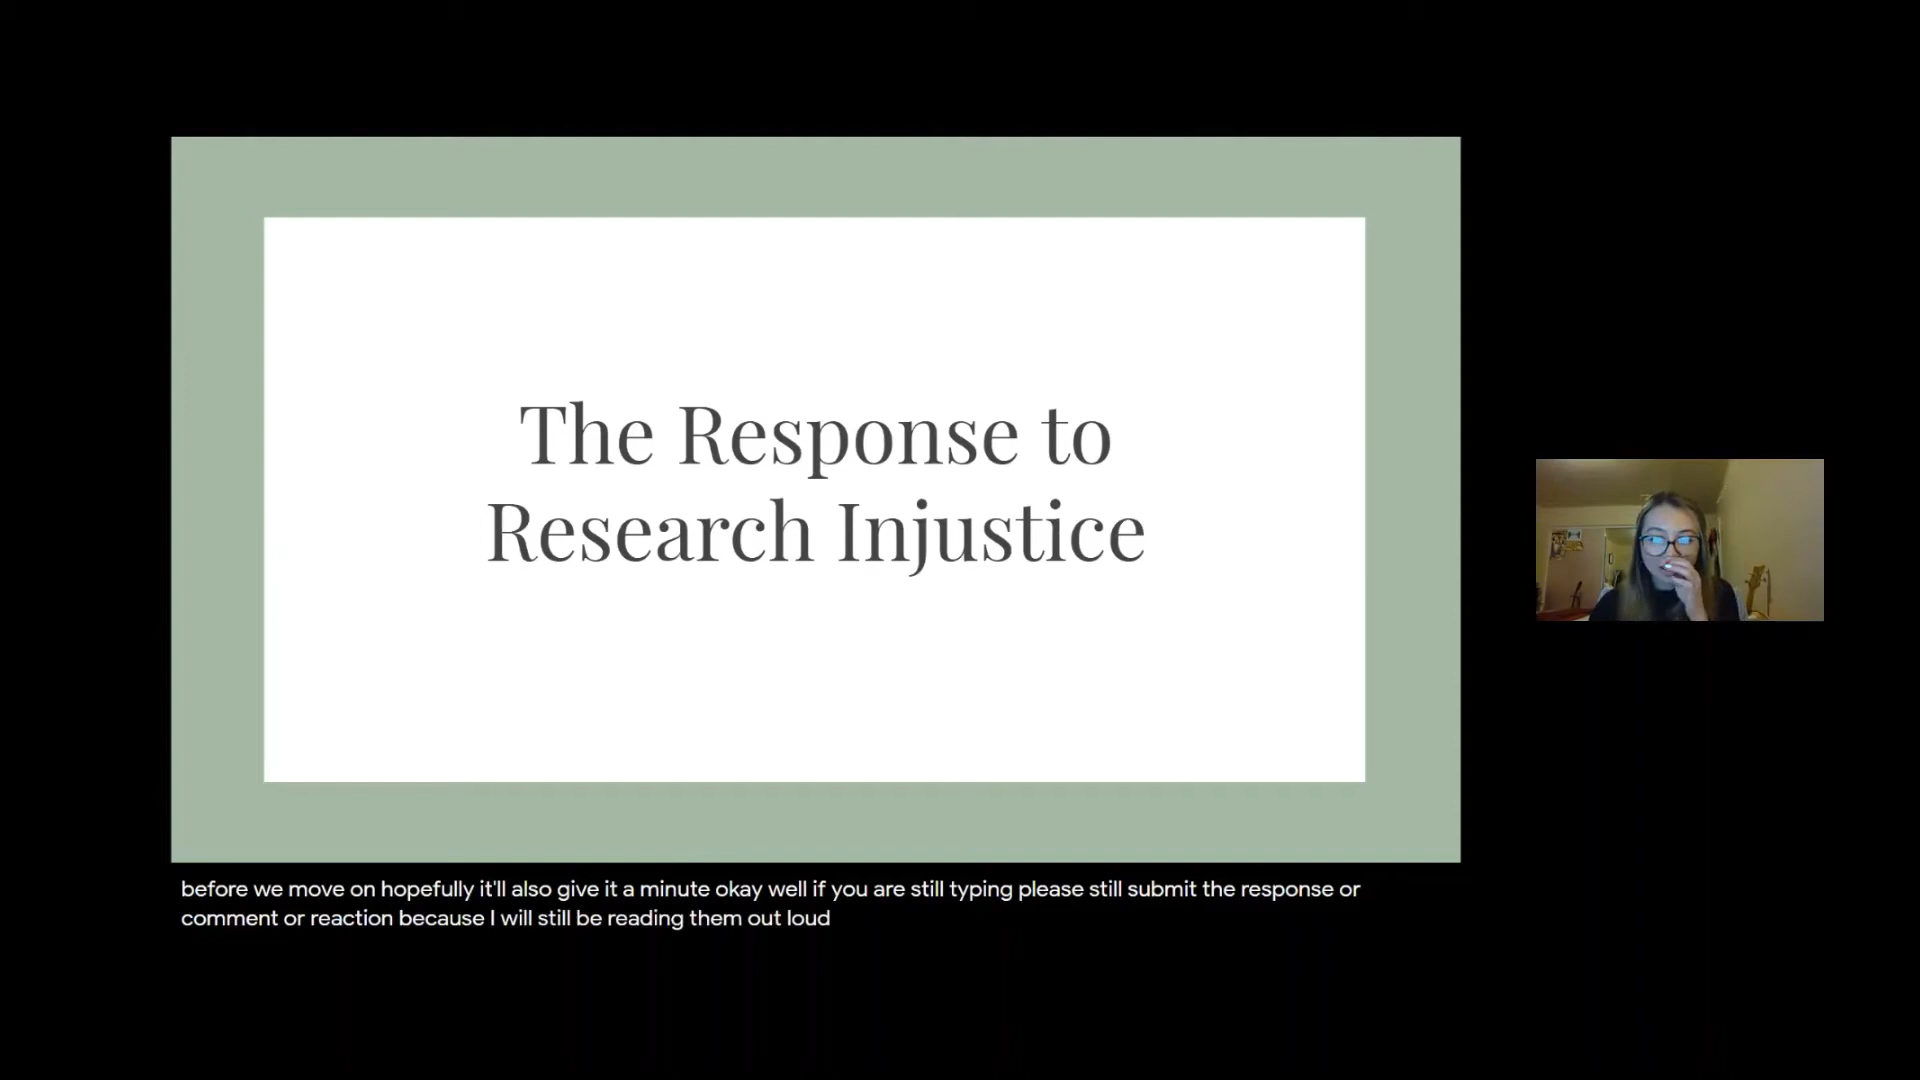 The Response to
Research Injustice
before we move on hopefully it'll also give it a minute okay well if you are still typing please still submit the response or
comment or reaction because I will still be reading them out loud